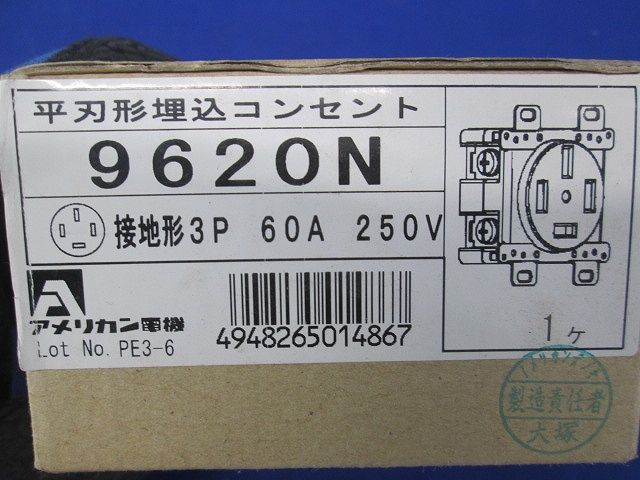 平刃形埋込コンセント
9620N
接地形3P 60A 250V
アメリカン電機
Lot No. PE3-6
4948265014867
1ヶ
製造責任者
大塚